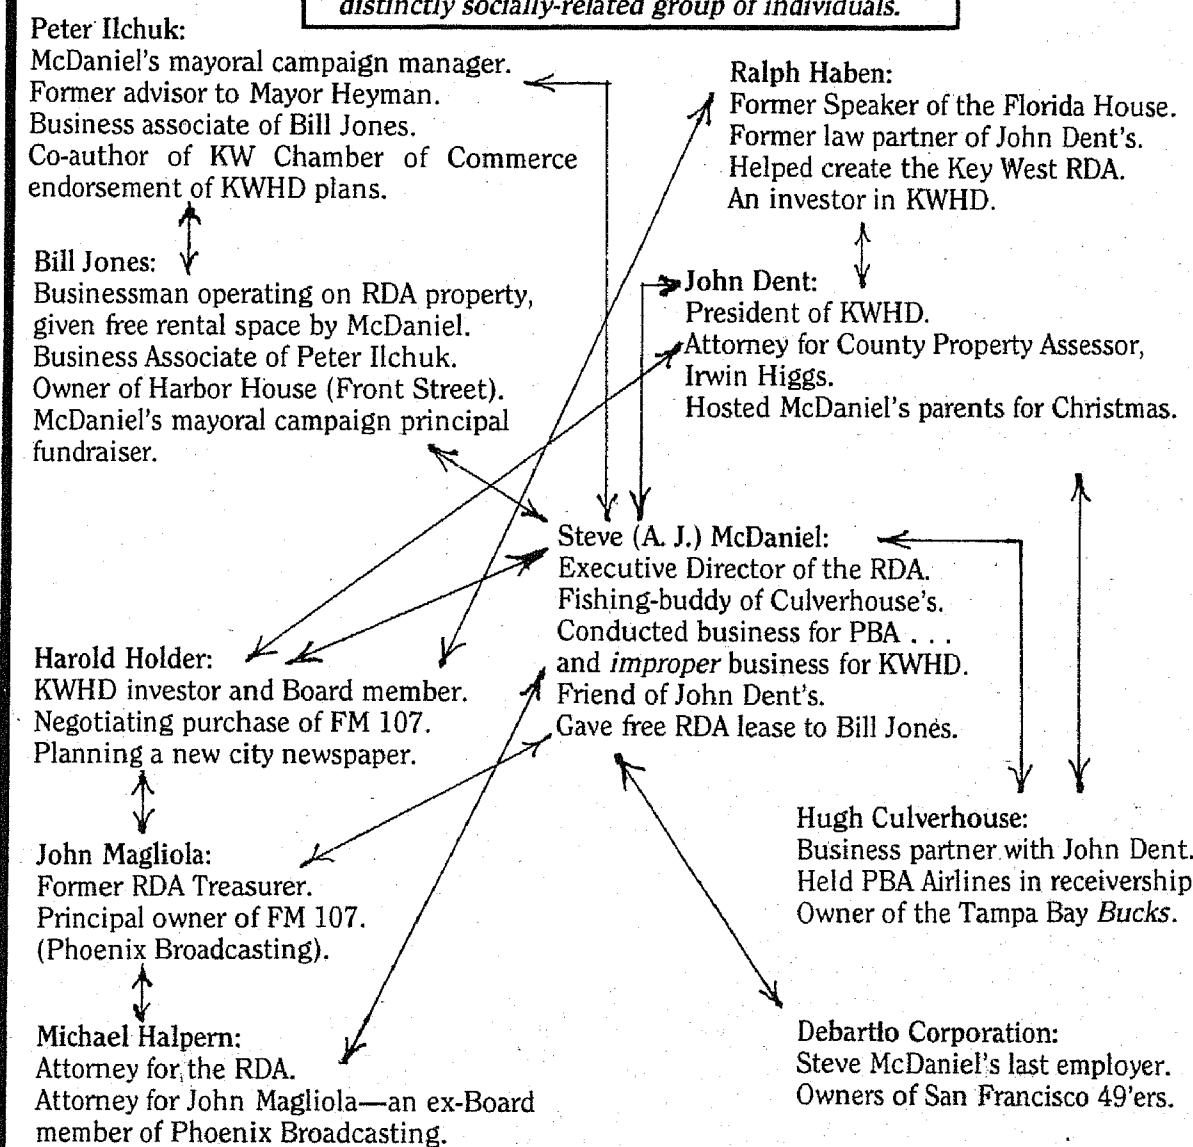 distinctly socially-related group of individuals.
Peter Ilchuk:
McDaniel's mayoral campaign manager.
Former advisor to Mayor Heyman.
Business associate of Bill Jones.
Co-author of KW Chamber of Commerce
endorsement of KWHD plans.
Ralph Haben:
Former Speaker of the Florida House.
Former law partner of John Dent's.
Helped create the Key West RDA.
An investor in KWHD.
Bill Jones:
Businessman operating on RDA property,
given free rental space by McDaniel.
Business Associate of Peter Ilchuk.
Owner of Harbor House (Front Street).
McDaniel's mayoral campaign principal
fundraiser.
John Dent:
President of KWHD.
Attorney for County Property Assessor,
Irwin Higgs.
Hosted McDaniel's parents for Christmas.
Steve (A. J.) McDaniel:
Executive Director of the RDA.
Fishing-buddy of Culverhouse's.
Conducted business for PBA . . .
and improper business for KWHD.
Friend of John Dent's.
Gave free RDA lease to Bill Jones.
Harold Holder:
KWHD investor and Board member.
Negotiating purchase of FM 107.
Planning a new city newspaper.
John Magliola:
Former RDA Treasurer.
Principal owner of FM 107.
(Phoenix Broadcasting).
Hugh Culverhouse:
Business partner with John Dent.
Held PBA Airlines in receivership
Owner of the Tampa Bay Bucks.
Michael Halpern:
Attorney for the RDA.
Attorney for John Magliola—an ex-Board
member of Phoenix Broadcasting.
Debartlo Corporation:
Steve McDaniel's last employer.
Owners of San Francisco 49'ers.